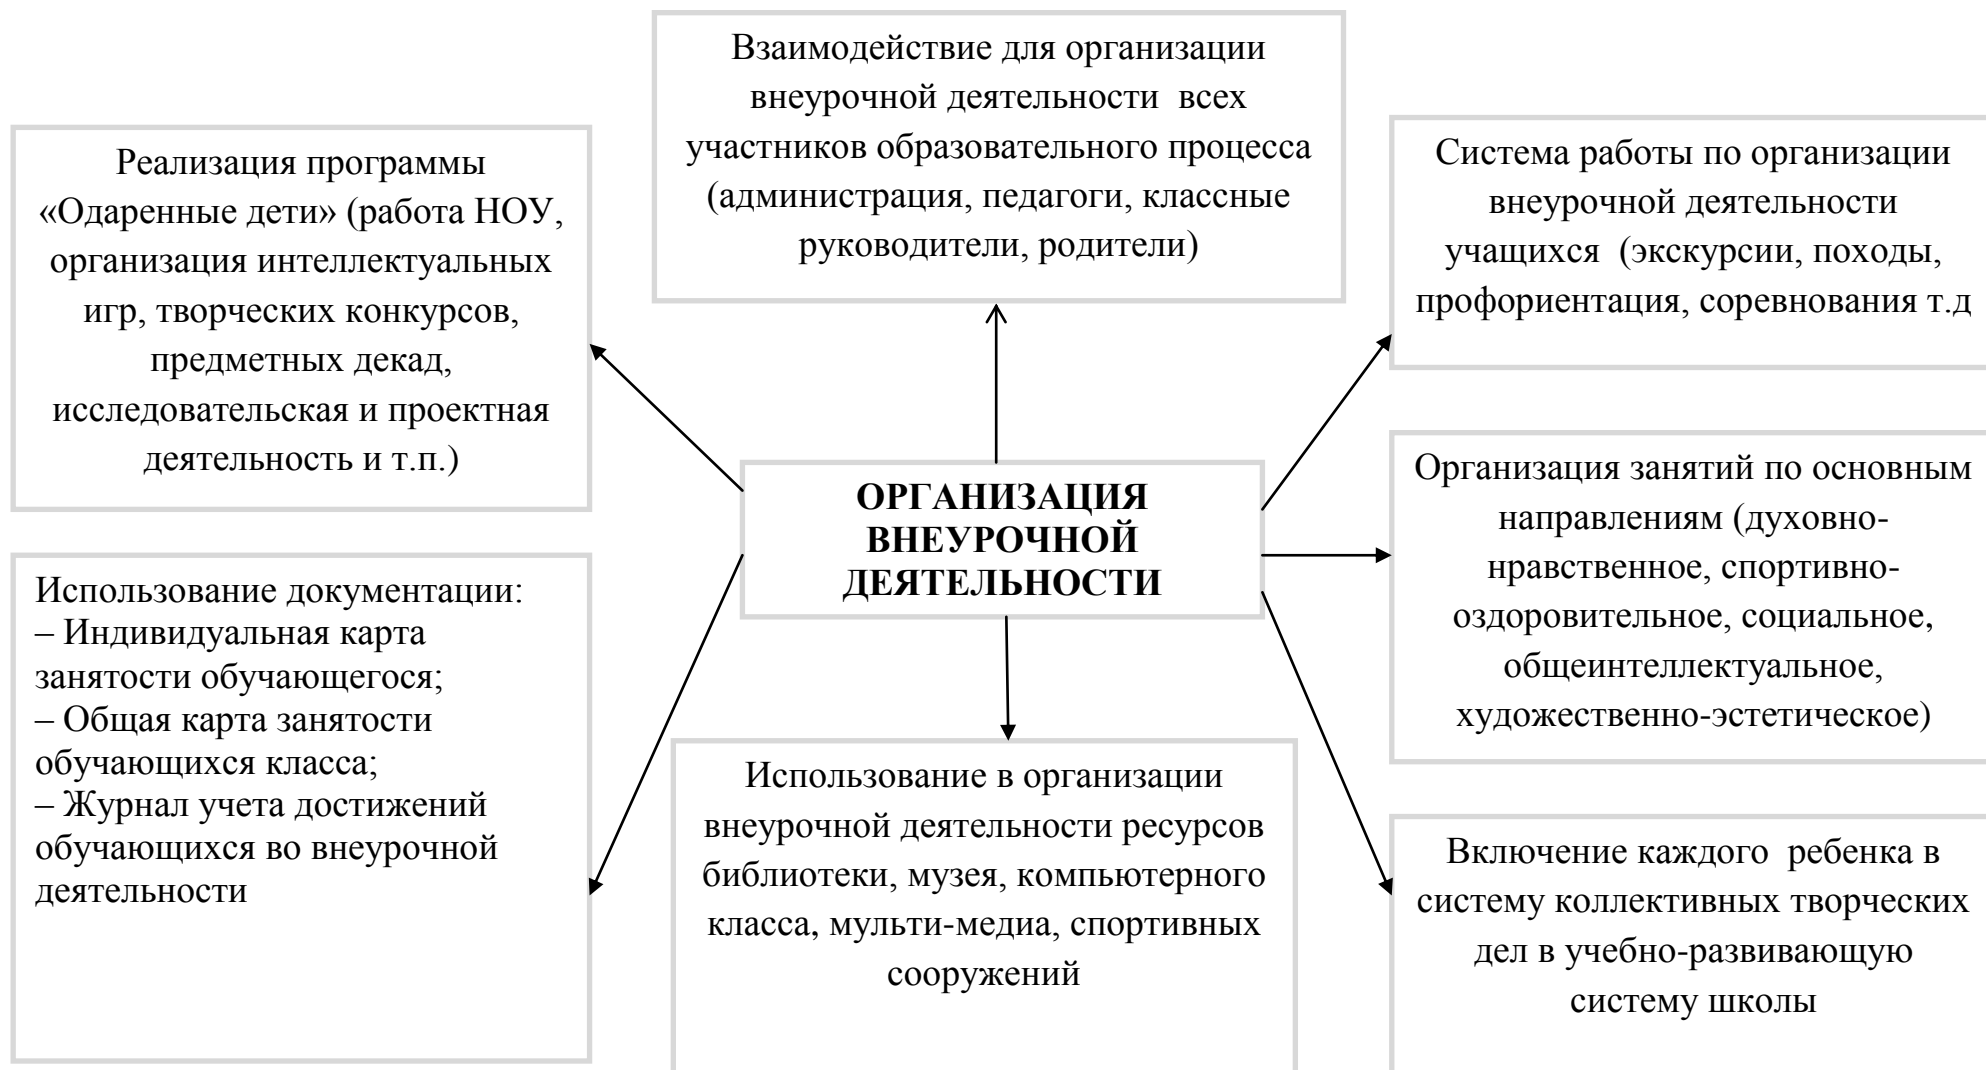 Взаимодействие для организации
внеурочной деятельности  всех
участников образовательного процесса
(администрация, педагоги, классные
руководители, родители)
Реализация программы
«Одаренные дети» (работа НОУ,
организация интеллектуальных
игр, творческих конкурсов,
предметных декад,
исследовательская и проектная
деятельность и т.п.)
Система работы по организации
внеурочной деятельности
учащихся  (экскурсии, походы,
профориентация, соревнования т.д
ОРГАНИЗАЦИЯ
ВНЕУРОЧНОЙ
ДЕЯТЕЛЬНОСТИ
Организация занятий по основным
направлениям (духовно-
нравственное, спортивно-
оздоровительное, социальное,
общеинтеллектуальное,
художественно-эстетическое)
Использование документации:
– Индивидуальная карта
занятости обучающегося;
– Общая карта занятости
обучающихся класса;
– Журнал учета достижений
обучающихся во внеурочной
деятельности
Использование в организации
внеурочной деятельности ресурсов
библиотеки, музея, компьютерного
класса, мульти-медиа, спортивных
сооружений
Включение каждого  ребенка в
систему коллективных творческих
дел в учебно-развивающую
систему школы